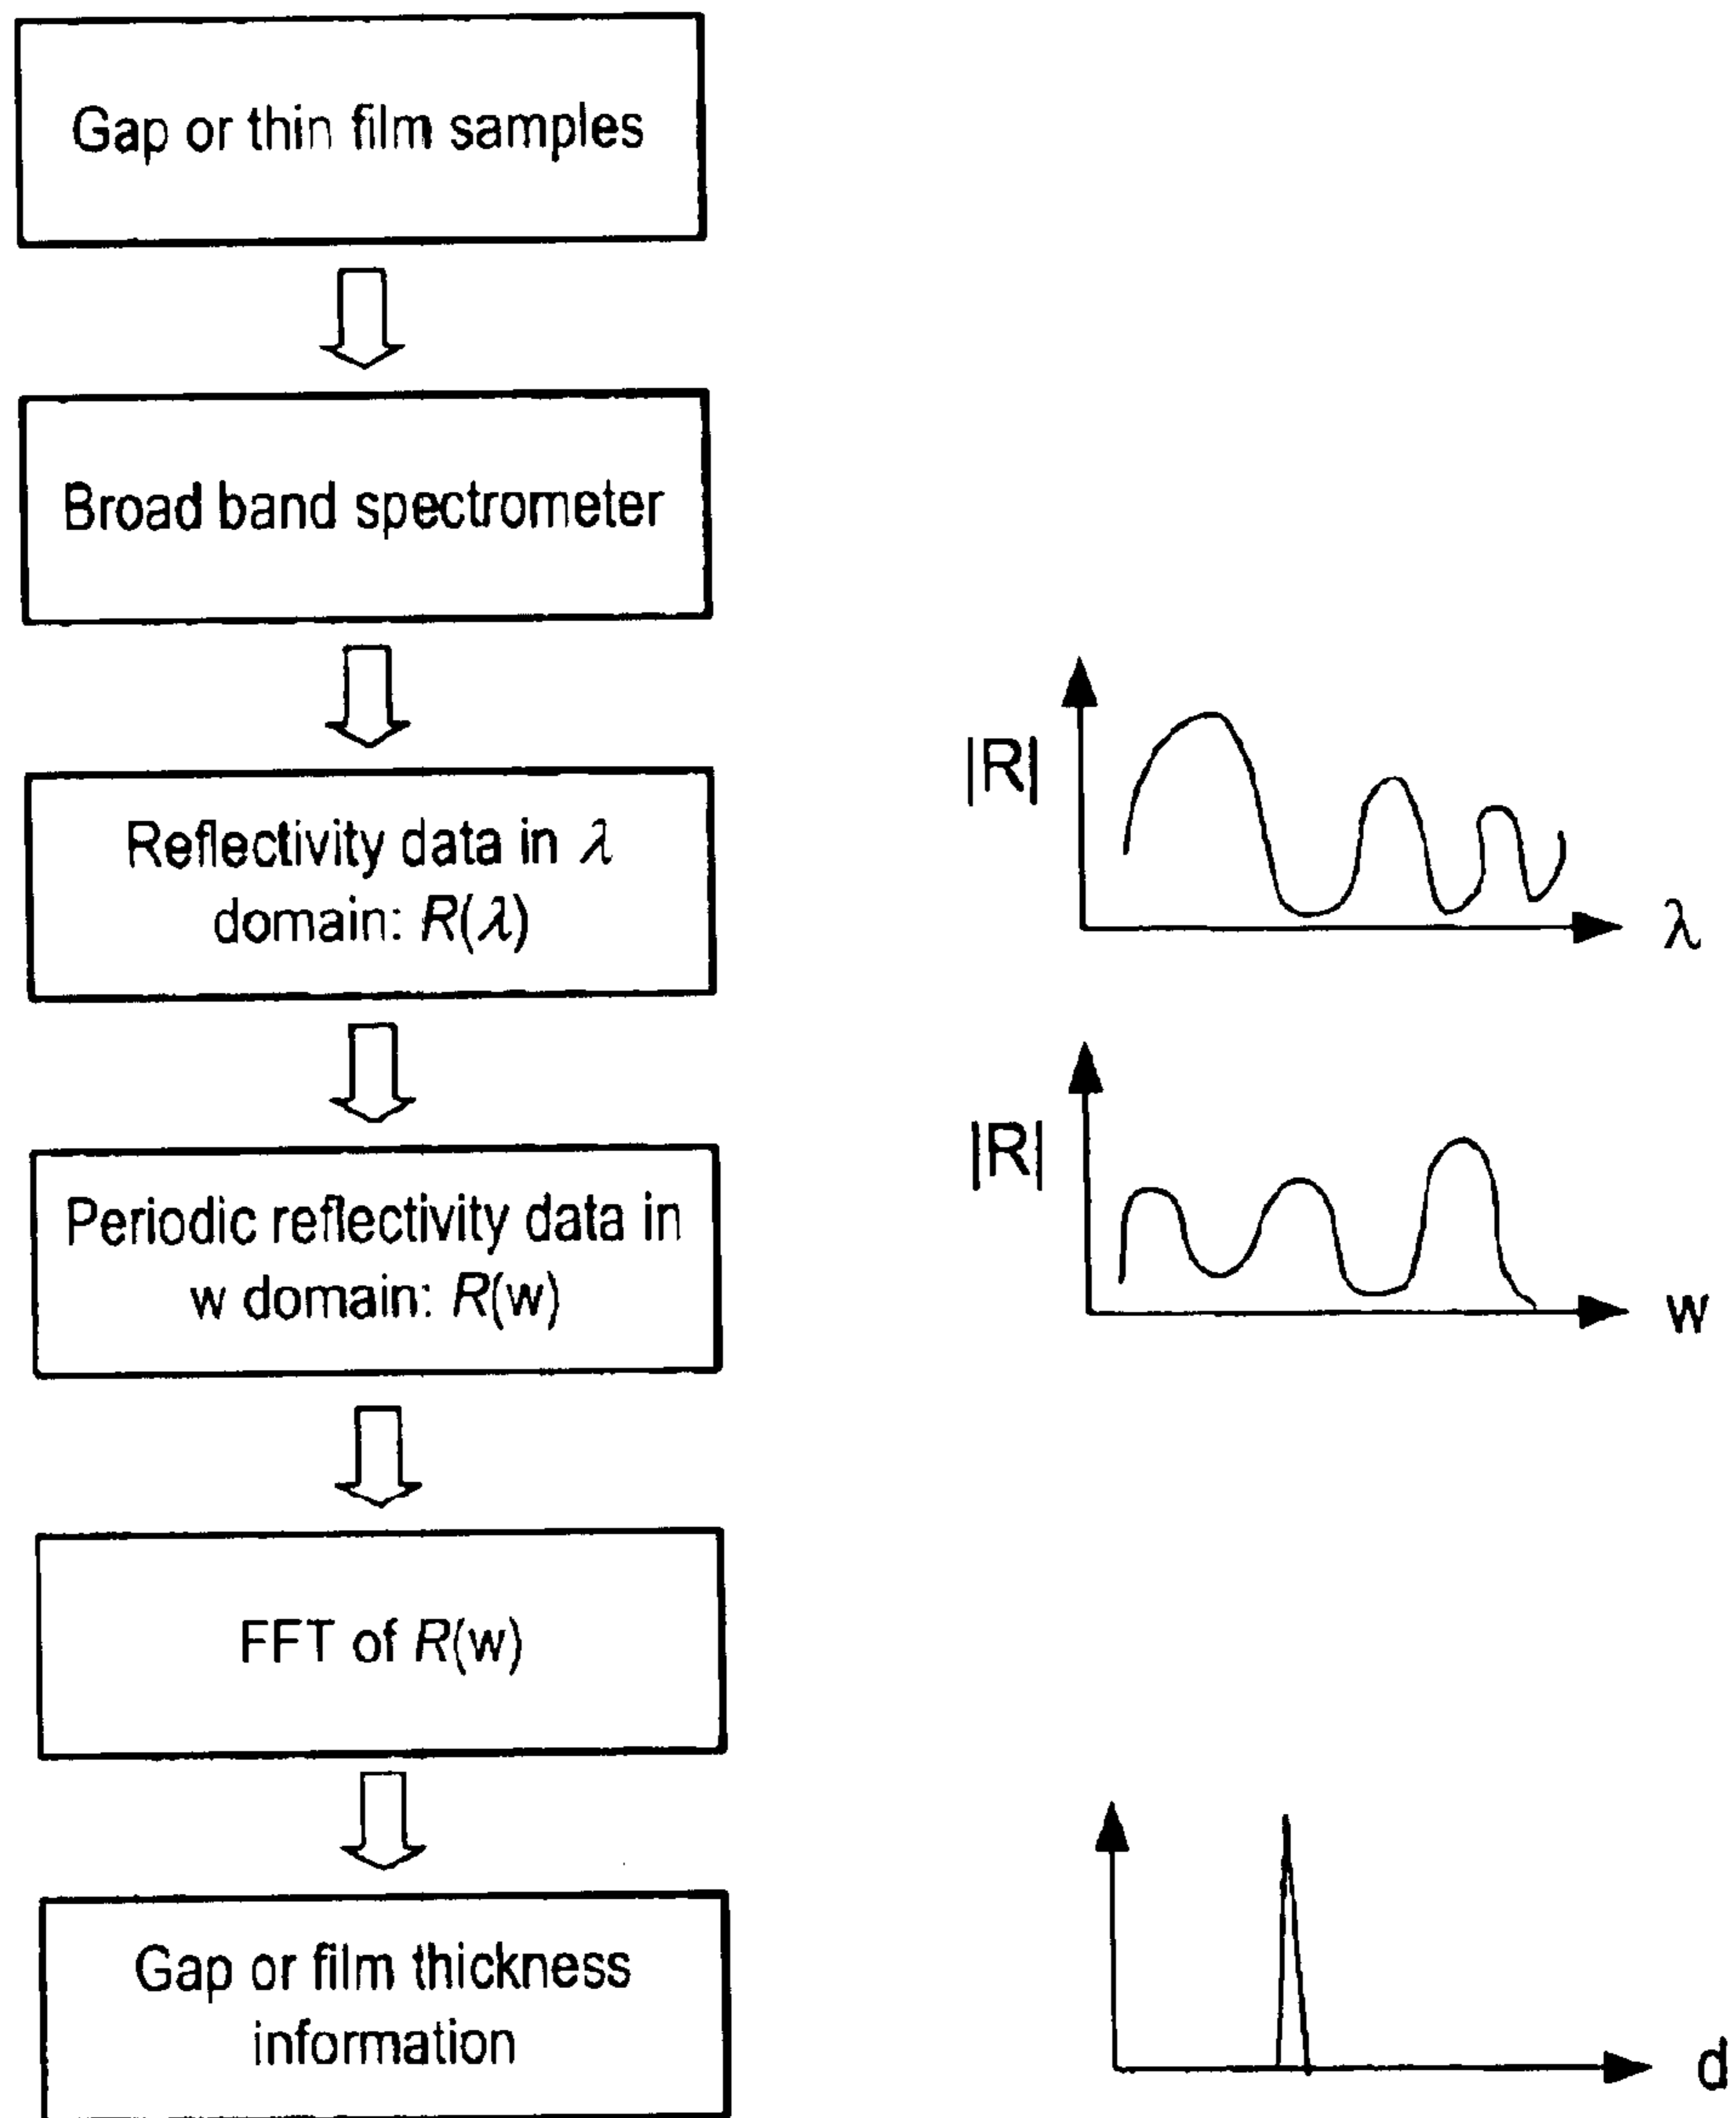 Gap or thin film samples
Broad band spectrometer
Reflectivity data in λ
domain: R(λ)
|R|
λ
Periodic reflectivity data in
w domain: R(w)
|R|
w
FFT of R(w)
Gap or film thickness
information
d